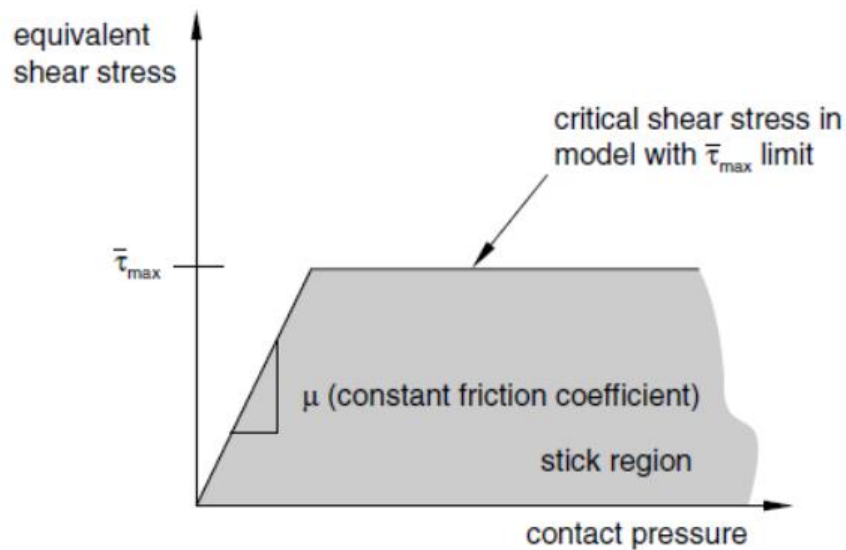 equivalent
shear stress
critical shear stress in
model with τ̄max limit
τ̄max
μ (constant friction coefficient)
stick region
contact pressure